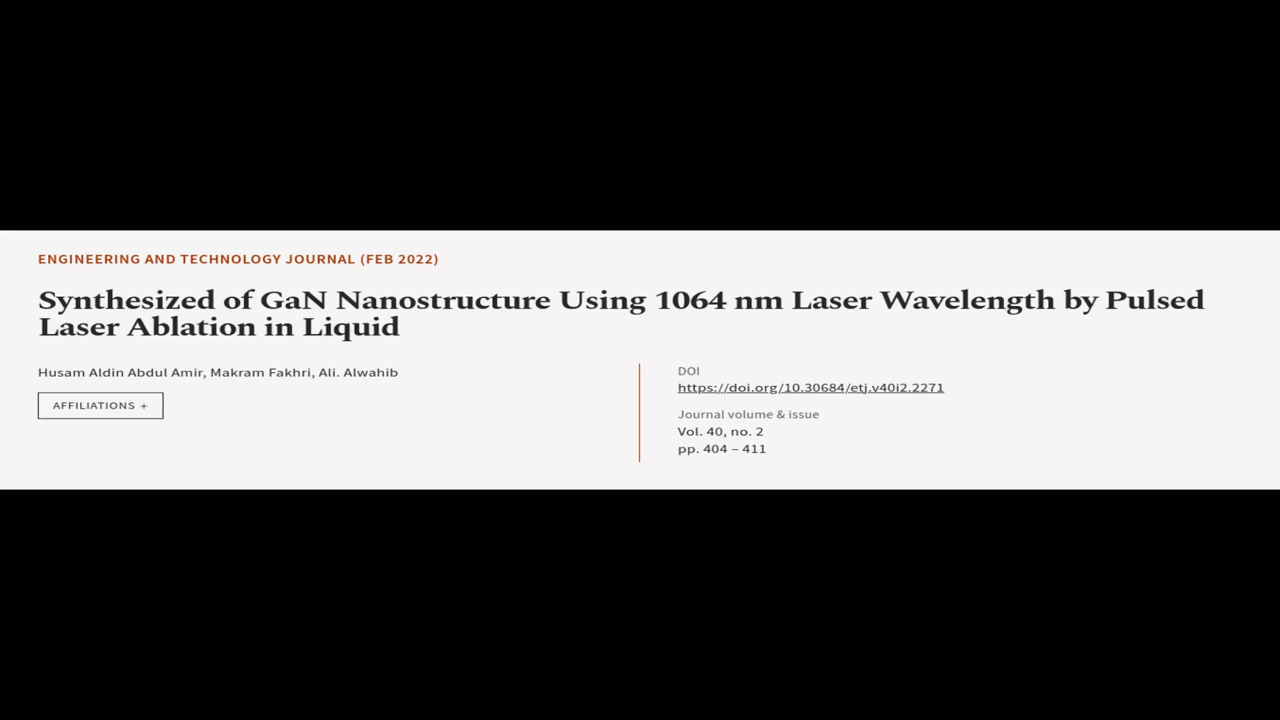 ENGINEERING AND TECHNOLOGY JOURNAL (FEB 2022)
Synthesized of GaN Nanostructure Using 1064 nm Laser Wavelength by Pulsed
Laser Ablation in Liquid
Husam Aldin Abdul Amir, Makram Fakhri, Ali. Alwahib
AFFILIATIONS +
DOI
https://doi.org/10.30684/etj.v40i2.2271
Journal volume & issue
Vol. 40, no. 2
pp. 404 – 411